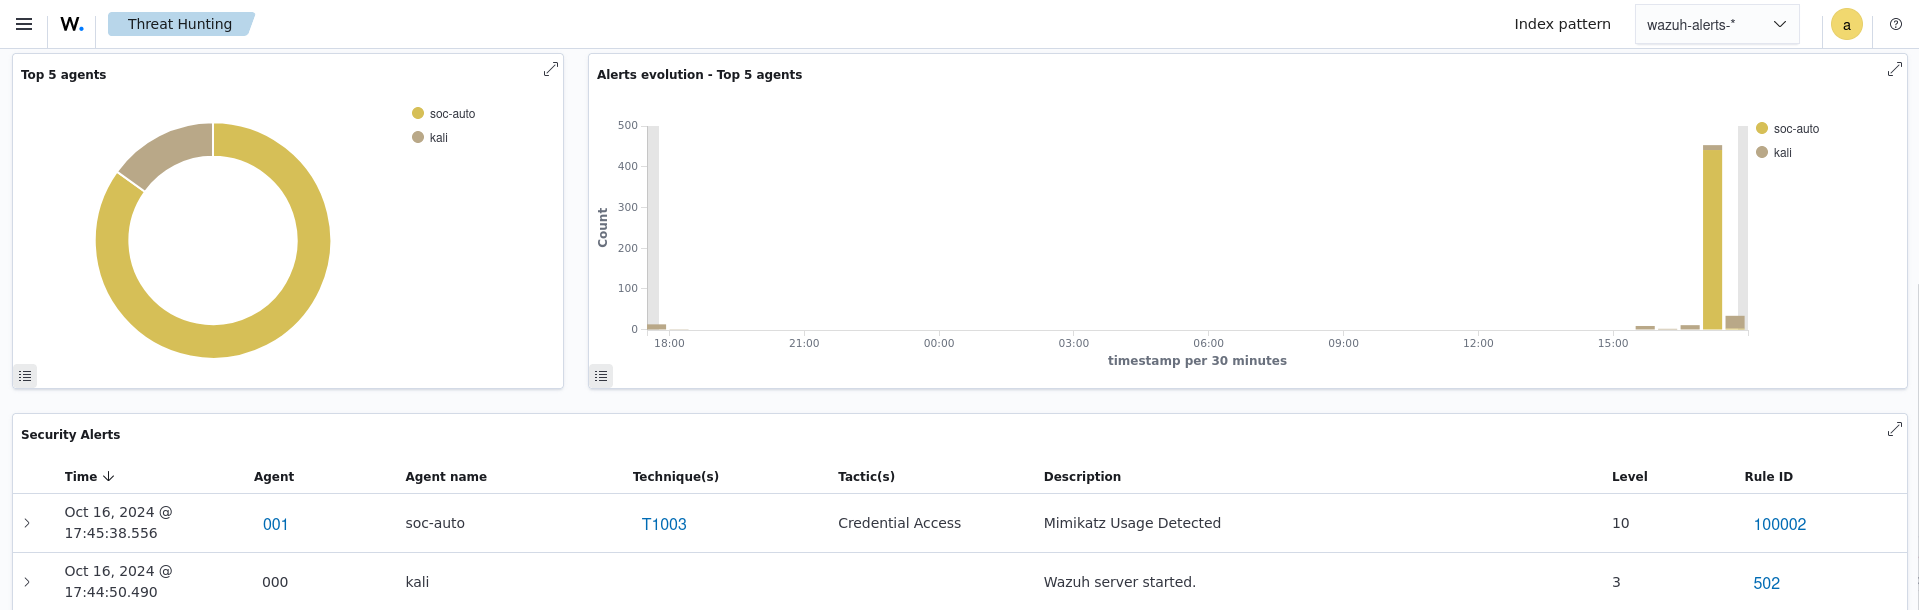 W.
Threat Hunting
Index pattern
wazuh-alerts-*
a
Top 5 agents
soc-auto
kali
Alerts evolution - Top 5 agents
500
400
300
200
100
0
Count
18:00 21:00 00:00 03:00 06:00 09:00 12:00 15:00
timestamp per 30 minutes
soc-auto
kali
Security Alerts
Time Agent Agent name Technique(s) Tactic(s) Description Level Rule ID
Oct 16, 2024 @
17:45:38.556
001 soc-auto T1003 Credential Access Mimikatz Usage Detected 10 100002
Oct 16, 2024 @
17:44:50.490
000 kali Wazuh server started. 3 502